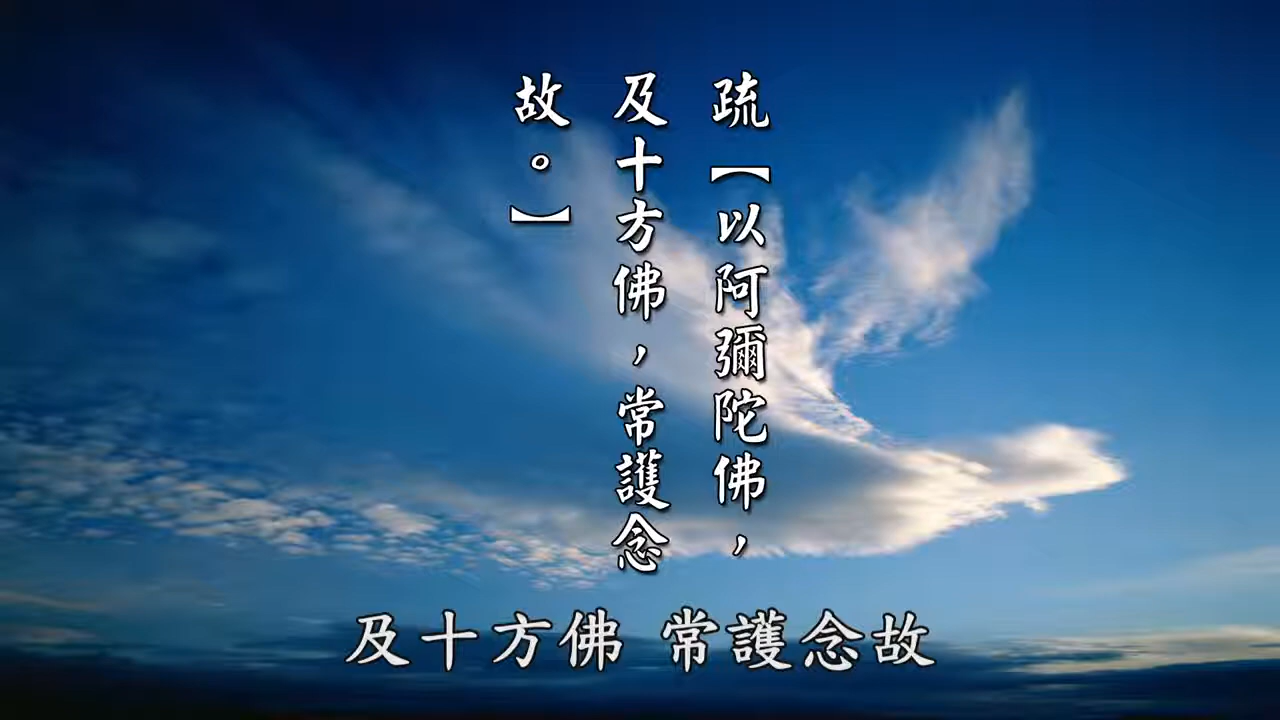 疏【以阿彌陀佛，
及十方佛，常護念
故。】
及十方佛 常護念故